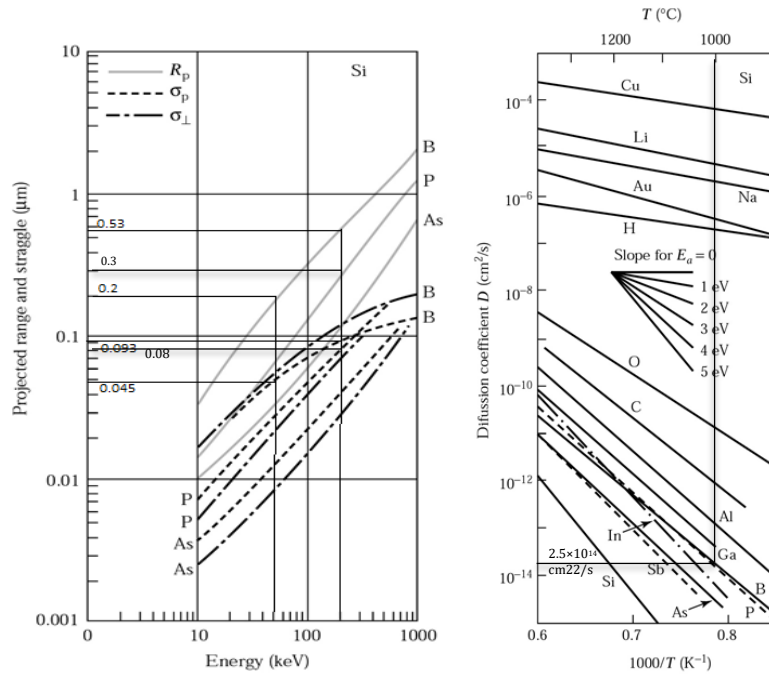 10
1
0.1
0.01
0.001
Projected range and straggle (μm)
0
10
100
1000
Energy (keV)
Rp
σp
σ⊥
Si
B
P
As
B
B
P
P
As
As
0.53
0.3
0.2
0.093
0.08
0.045
T (°C)
1200
1000
10⁻⁴
10⁻⁶
10⁻⁸
10⁻¹⁰
10⁻¹²
10⁻¹⁴
Difussion coefficient D (cm²/s)
Si
Cu
Li
Na
Au
H
Slope for Ea = 0
1 eV
2 eV
3 eV
4 eV
5 eV
O
C
Al
In
Ga
2.5×10¹⁴
cm22/s
Si
Sb
B
As
P
0.6
0.7
0.8
1000/T (K⁻¹)